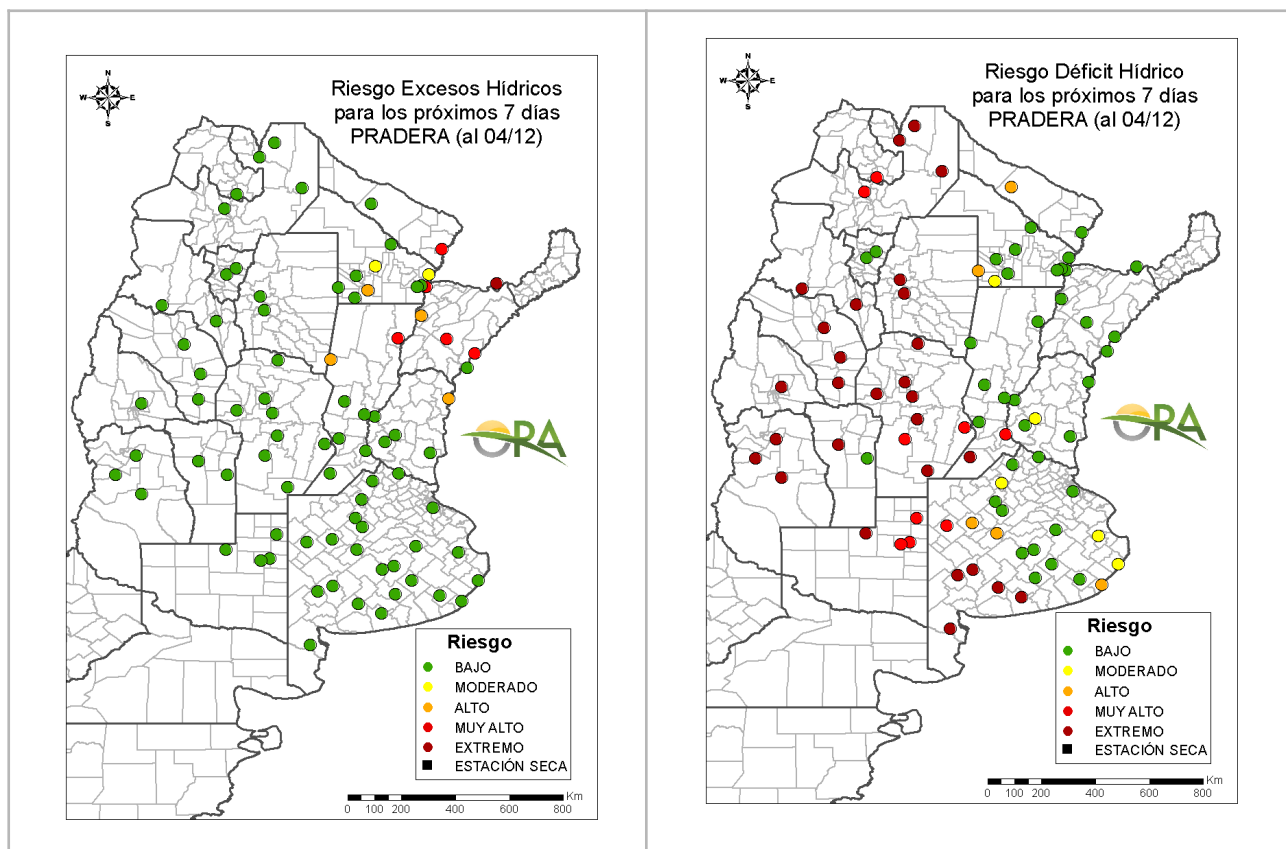 N
W
E
S
Riesgo Excesos Hídricos
para los próximos 7 días
PRADERA (al 04/12)
ORA
Riesgo
BAJO
MODERADO
ALTO
MUY ALTO
EXTREMO
ESTACIÓN SECA
Km
0 100 200 400 600 800
N
W
E
S
Riesgo Déficit Hídrico
para los próximos 7 días
PRADERA (al 04/12)
ORA
Riesgo
BAJO
MODERADO
ALTO
MUY ALTO
EXTREMO
ESTACIÓN SECA
Km
0 100 200 400 600 800